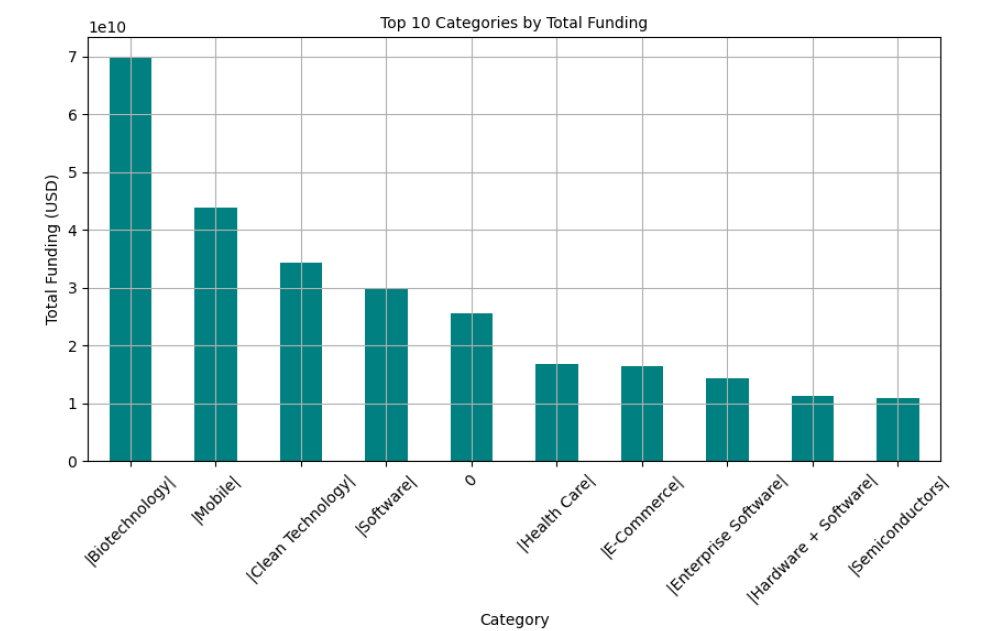 Top 10 Categories by Total Funding
1e10
7
6
5
4
3
2
1
0
Total Funding (USD)
|Biotechnology|
|Mobile|
|Clean Technology|
|Software|
0
|Health Care|
|E-Commerce|
|Enterprise Software|
|Hardware + Software|
|Semiconductors|
Category